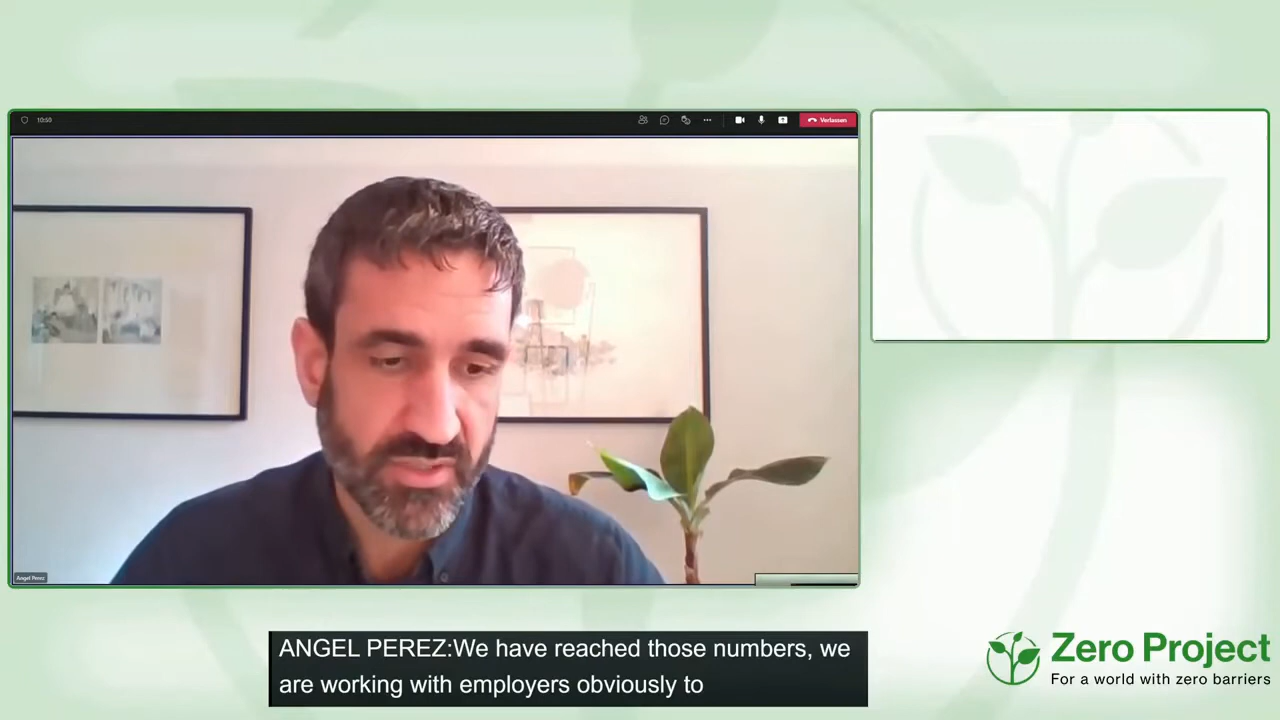 10:50
Verlassen
Angel Perez
ANGEL PEREZ:We have reached those numbers, we
are working with employers obviously to
Zero Project
For a world with zero barriers